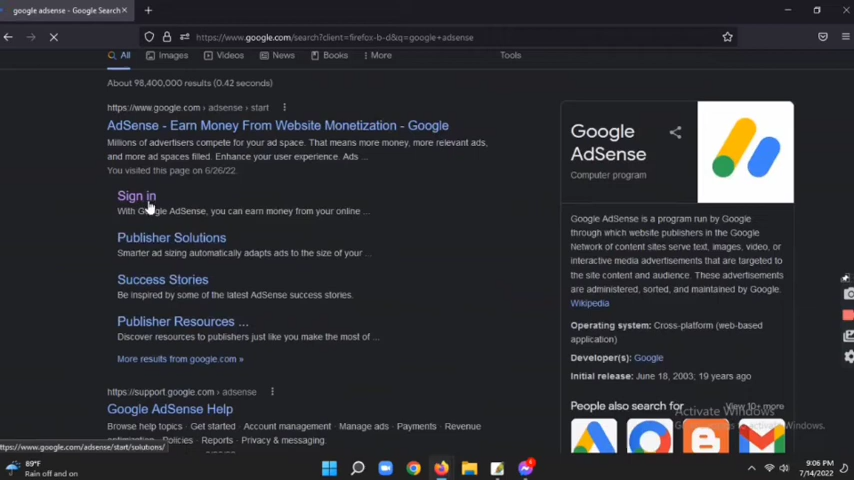 google adsense - Google Search
https://www.google.com/search?client=firefox-b-d&q=google+adsense
All
Images
Videos
News
Books
More
Tools
About 98,400,000 results (0.42 seconds)
https://www.google.com › adsense › start
AdSense - Earn Money From Website Monetization - Google
Millions of advertisers compete for your ad space. That means more money, more relevant ads,
and more ad spaces filled. Enhance your user experience. Ads ...
You visited this page on 6/26/22.
Sign in
With Google AdSense, you can earn money from your online ...
Publisher Solutions
Smarter ad sizing automatically adapts ads to the size of your ...
Success Stories
Be inspired by some of the latest AdSense success stories.
Publisher Resources ...
Discover resources to publishers just like you make the most of ...
More results from google.com »
https://support.google.com › adsense
Google AdSense Help
Browse help topics · Get started · Account management · Manage ads · Payments · Revenue
Policies · Reports · Privacy & messaging.
https://www.google.com/adsense/start/solutions/
Google
AdSense
Computer program
Google AdSense is a program run by Google
through which website publishers in the Google
Network of content sites serve text, images, video, or
interactive media advertisements that are targeted to
the site content and audience. These advertisements
are administered, sorted, and maintained by Google.
Wikipedia
Operating system: Cross-platform (web-based
application)
Developer(s): Google
Initial release: June 18, 2003; 19 years ago
People also search for
View 10+ more
Activate Windows
89°F
Rain off and on
9:06 PM
7/14/2022